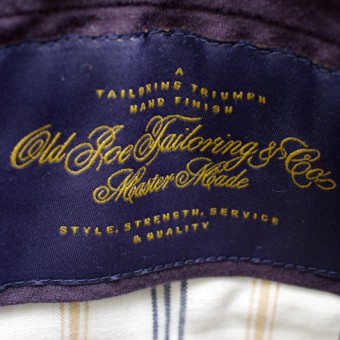 A
TAILORING TRIUMPH
HAND FINISH
Old Joe Tailoring & Co.
Master Made
STYLE, STRENGTH, SERVICE
& QUALITY